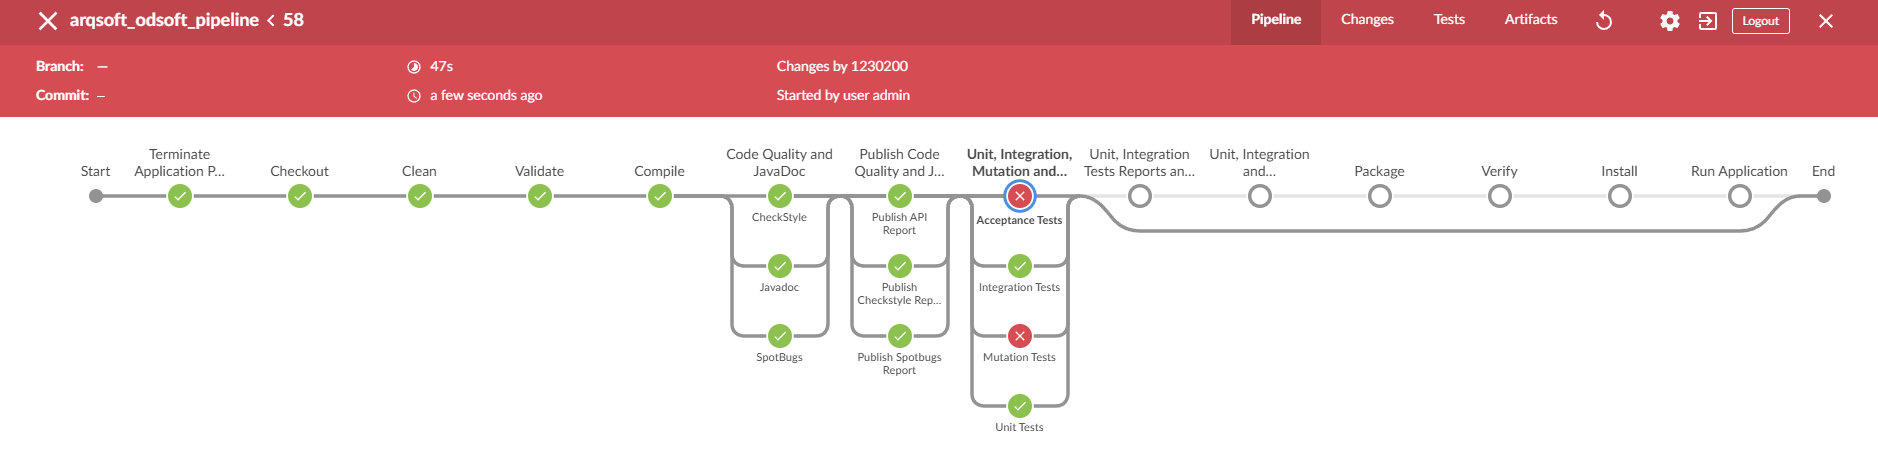 arqsoft_odsoft_pipeline < 58
Pipeline
Changes
Tests
Artifacts
Logout
Branch: —
47s
Changes by 1230200
Commit: –
a few seconds ago
Started by user admin
Start
Terminate
Application P...
Checkout
Clean
Validate
Compile
Code Quality and
JavaDoc
Publish Code
Quality and J...
Unit, Integration,
Mutation and...
Unit, Integration
Tests Reports an...
Unit, Integration
and...
Package
Verify
Install
Run Application
End
CheckStyle
Javadoc
SpotBugs
Publish API
Report
Publish
Checkstyle Rep...
Publish Spotbugs
Report
Acceptance Tests
Integration Tests
Mutation Tests
Unit Tests